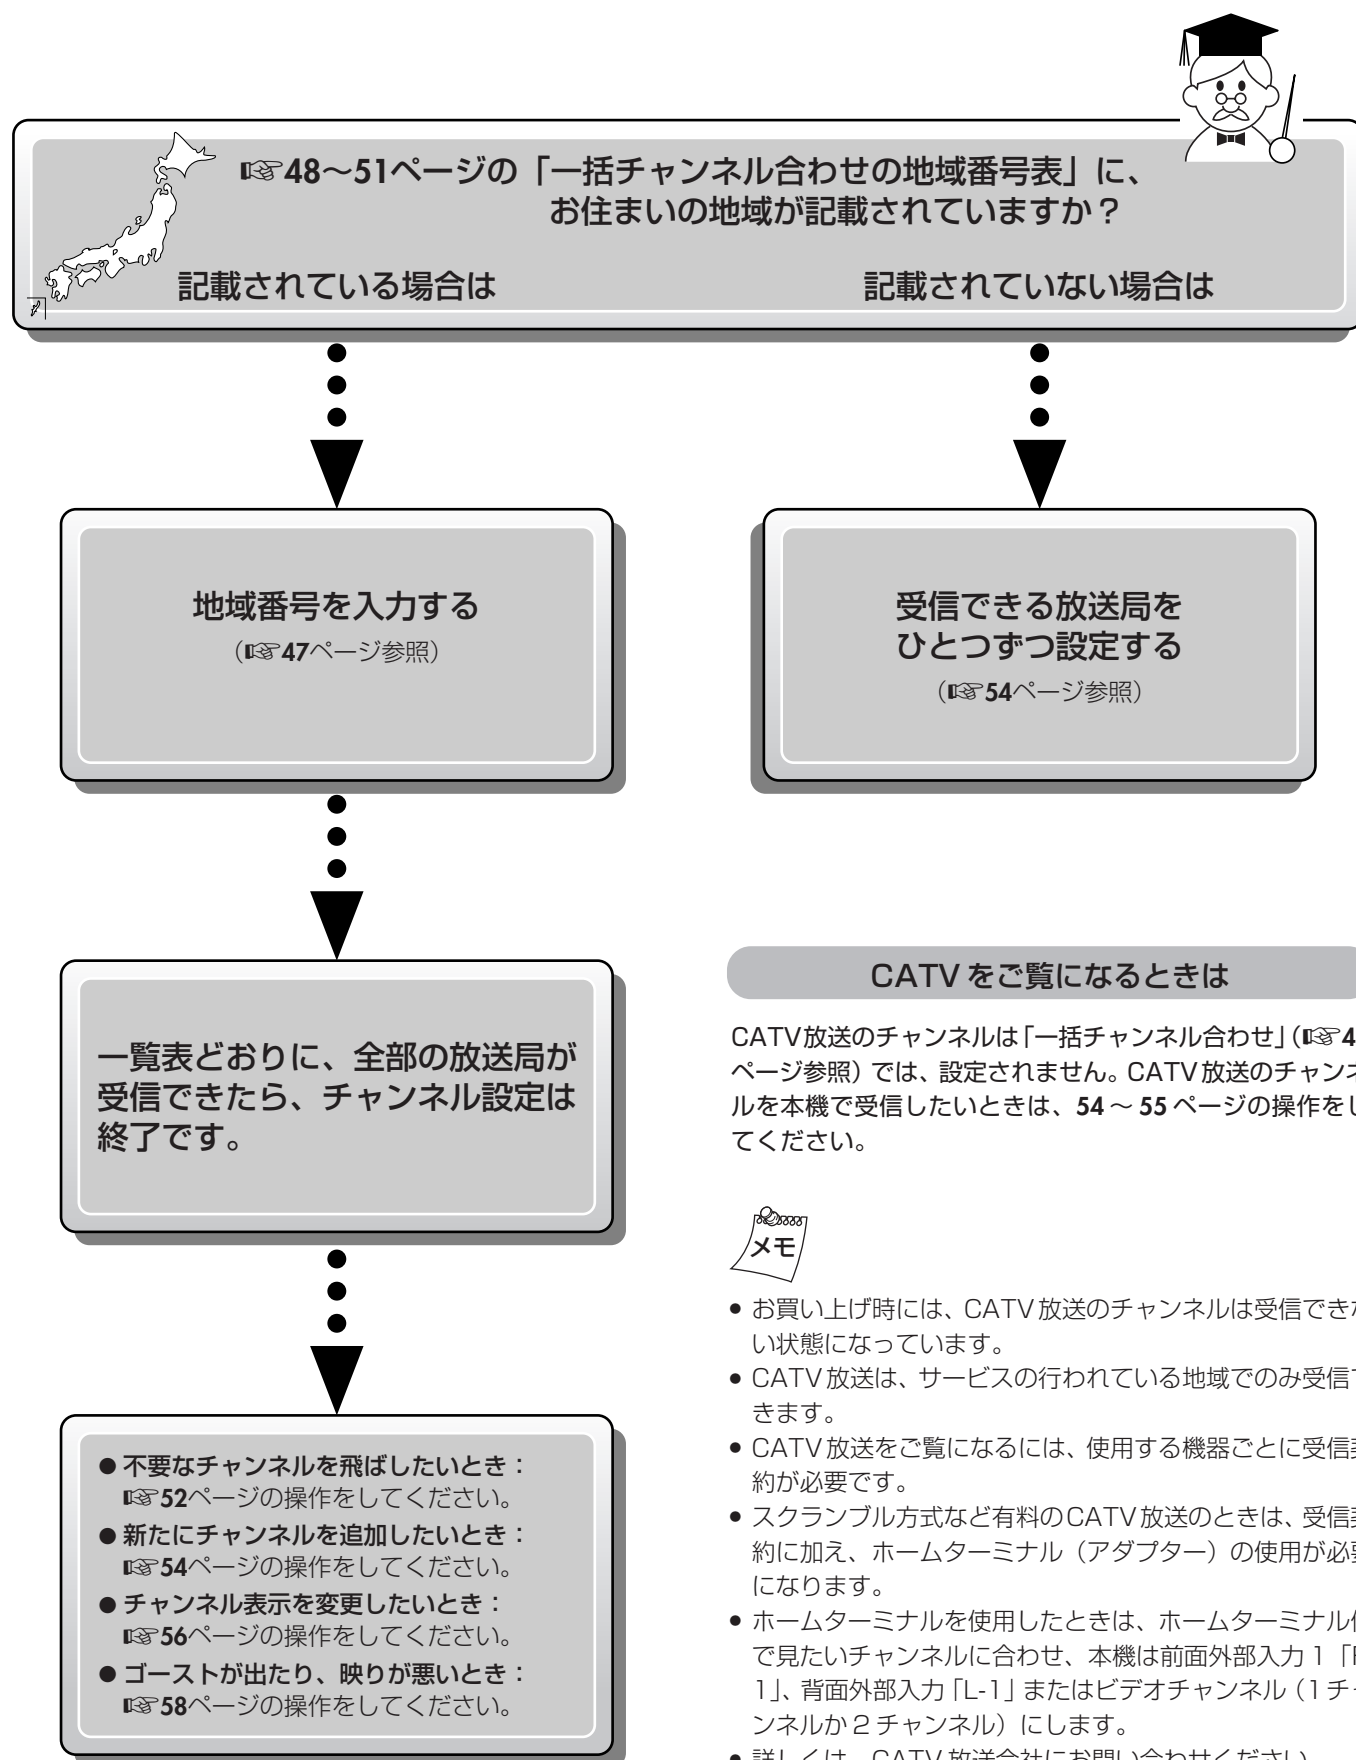 ☞48〜51ページの「一括チャンネル合わせの地域番号表」に、
お住まいの地域が記載されていますか？
記載されている場合は
記載されていない場合は
地域番号を入力する
（☞47ページ参照）
受信できる放送局を
ひとつずつ設定する
（☞54ページ参照）
一覧表どおりに、全部の放送局が
受信できたら、チャンネル設定は
終了です。
● 不要なチャンネルを飛ばしたいとき：
☞52ページの操作をしてください。
● 新たにチャンネルを追加したいとき：
☞54ページの操作をしてください。
● チャンネル表示を変更したいとき：
☞56ページの操作をしてください。
● ゴーストが出たり、映りが悪いとき：
☞58ページの操作をしてください。
CATV をご覧になるときは
CATV放送のチャンネルは「一括チャンネル合わせ」（☞4
ページ参照）では、設定されません。CATV放送のチャンネ
ルを本機で受信したいときは、54 〜 55 ページの操作をし
てください。
メモ
● お買い上げ時には、CATV放送のチャンネルは受信できな
い状態になっています。
● CATV放送は、サービスの行われている地域でのみ受信で
きます。
● CATV放送をご覧になるには、使用する機器ごとに受信契
約が必要です。
● スクランブル方式など有料のCATV放送のときは、受信契
約に加え、ホームターミナル（アダプター）の使用が必要
になります。
● ホームターミナルを使用したときは、ホームターミナル側
で見たいチャンネルに合わせ、本機は前面外部入力 1「F
1」、背面外部入力「L-1」またはビデオチャンネル（1チャ
ンネルか 2 チャンネル）にします。
● 詳しくは、CATV 放送会社にお問い合わせください。